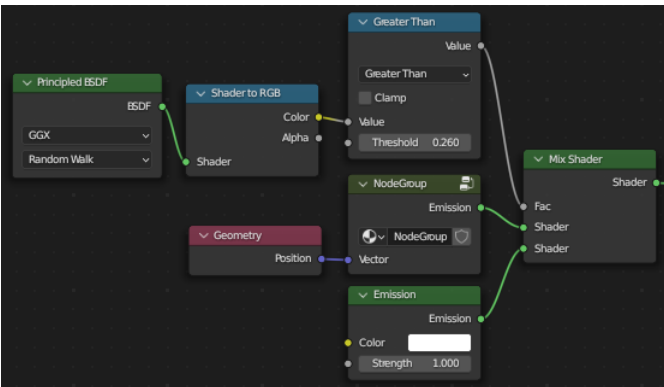 Principled BSDF
BSDF
GGX
Random Walk
Shader to RGB
Color
Alpha
Shader
Greater Than
Value
Greater Than
Clamp
Value
Threshold 0.260
Geometry
Position
NodeGroup
Emission
NodeGroup
Vector
Emission
Emission
Color
Strength 1.000
Mix Shader
Shader
Fac
Shader
Shader